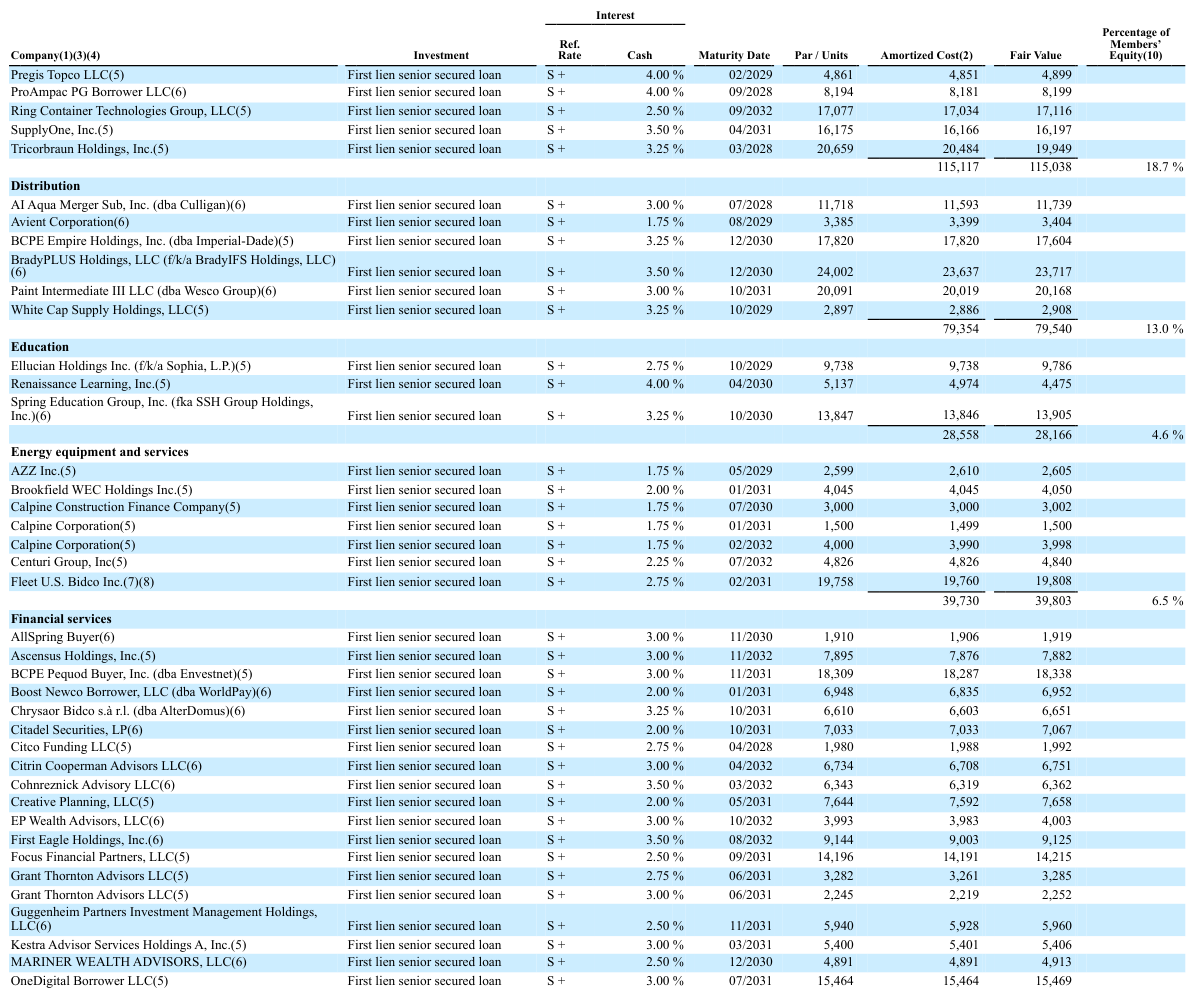 Interest
Company(1)(3)(4) Investment Ref. Rate Cash Maturity Date Par / Units Amortized Cost(2) Fair Value Percentage of Members' Equity(10)
Pregis Topco LLC(5) First lien senior secured loan S + 4.00 % 02/2029 4,861 4,851 4,899
ProAmpac PG Borrower LLC(6) First lien senior secured loan S + 4.00 % 09/2028 8,194 8,181 8,199
Ring Container Technologies Group, LLC(5) First lien senior secured loan S + 2.50 % 09/2032 17,077 17,034 17,116
SupplyOne, Inc.(5) First lien senior secured loan S + 3.50 % 04/2031 16,175 16,166 16,197
Tricorbraun Holdings, Inc.(5) First lien senior secured loan S + 3.25 % 03/2028 20,659 20,484 19,949
115,117 115,038 18.7 %
Distribution
AI Aqua Merger Sub, Inc. (dba Culligan)(6) First lien senior secured loan S + 3.00 % 07/2028 11,718 11,593 11,739
Avient Corporation(6) First lien senior secured loan S + 1.75 % 08/2029 3,385 3,399 3,404
BCPE Empire Holdings, Inc. (dba Imperial-Dade)(5) First lien senior secured loan S + 3.25 % 12/2030 17,820 17,820 17,604
BradyPLUS Holdings, LLC (f/k/a BradyIFS Holdings, LLC)
(6) First lien senior secured loan S + 3.50 % 12/2030 24,002 23,637 23,717
Paint Intermediate III LLC (dba Wesco Group)(6) First lien senior secured loan S + 3.00 % 10/2031 20,091 20,019 20,168
White Cap Supply Holdings, LLC(5) First lien senior secured loan S + 3.25 % 10/2029 2,897 2,886 2,908
79,354 79,540 13.0 %
Education
Ellucian Holdings Inc. (f/k/a Sophia, L.P.)(5) First lien senior secured loan S + 2.75 % 10/2029 9,738 9,738 9,786
Renaissance Learning, Inc.(5) First lien senior secured loan S + 4.00 % 04/2030 5,137 4,974 4,475
Spring Education Group, Inc. (fka SSH Group Holdings,
Inc.)(6) First lien senior secured loan S + 3.25 % 10/2030 13,847 13,846 13,905
28,558 28,166 4.6 %
Energy equipment and services
AZZ Inc.(5) First lien senior secured loan S + 1.75 % 05/2029 2,599 2,610 2,605
Brookfield WEC Holdings Inc.(5) First lien senior secured loan S + 2.00 % 01/2031 4,045 4,045 4,050
Calpine Construction Finance Company(5) First lien senior secured loan S + 1.75 % 07/2030 3,000 3,000 3,002
Calpine Corporation(5) First lien senior secured loan S + 1.75 % 01/2031 1,500 1,499 1,500
Calpine Corporation(5) First lien senior secured loan S + 1.75 % 02/2032 4,000 3,990 3,998
Centuri Group, Inc(5) First lien senior secured loan S + 2.25 % 07/2032 4,826 4,826 4,840
Fleet U.S. Bidco Inc.(7)(8) First lien senior secured loan S + 2.75 % 02/2031 19,758 19,760 19,808
39,730 39,803 6.5 %
Financial services
AllSpring Buyer(6) First lien senior secured loan S + 3.00 % 11/2030 1,910 1,906 1,919
Ascensus Holdings, Inc.(5) First lien senior secured loan S + 3.00 % 11/2032 7,895 7,876 7,882
BCPE Pequod Buyer, Inc. (dba Envestnet)(5) First lien senior secured loan S + 3.00 % 11/2031 18,309 18,287 18,338
Boost Newco Borrower, LLC (dba WorldPay)(6) First lien senior secured loan S + 2.00 % 01/2031 6,948 6,835 6,952
Chrysaor Bidco s.à r.l. (dba AlterDomus)(6) First lien senior secured loan S + 3.25 % 10/2031 6,610 6,603 6,651
Citadel Securities, LP(6) First lien senior secured loan S + 2.00 % 10/2031 7,033 7,033 7,067
Citco Funding LLC(5) First lien senior secured loan S + 2.75 % 04/2028 1,980 1,988 1,992
Citrin Cooperman Advisors LLC(6) First lien senior secured loan S + 3.00 % 04/2032 6,734 6,708 6,751
Cohnreznick Advisory LLC(6) First lien senior secured loan S + 3.50 % 03/2032 6,343 6,319 6,362
Creative Planning, LLC(5) First lien senior secured loan S + 2.00 % 05/2031 7,644 7,592 7,658
EP Wealth Advisors, LLC(6) First lien senior secured loan S + 3.00 % 10/2032 3,993 3,983 4,003
First Eagle Holdings, Inc.(6) First lien senior secured loan S + 3.50 % 08/2032 9,144 9,003 9,125
Focus Financial Partners, LLC(5) First lien senior secured loan S + 2.50 % 09/2031 14,196 14,191 14,215
Grant Thornton Advisors LLC(5) First lien senior secured loan S + 2.75 % 06/2031 3,282 3,261 3,285
Grant Thornton Advisors LLC(5) First lien senior secured loan S + 3.00 % 06/2031 2,245 2,219 2,252
Guggenheim Partners Investment Management Holdings,
LLC(6) First lien senior secured loan S + 2.50 % 11/2031 5,940 5,928 5,960
Kestra Advisor Services Holdings A, Inc.(5) First lien senior secured loan S + 3.00 % 03/2031 5,400 5,401 5,406
MARINER WEALTH ADVISORS, LLC(6) First lien senior secured loan S + 2.50 % 12/2030 4,891 4,891 4,913
OneDigital Borrower LLC(5) First lien senior secured loan S + 3.00 % 07/2031 15,464 15,464 15,469